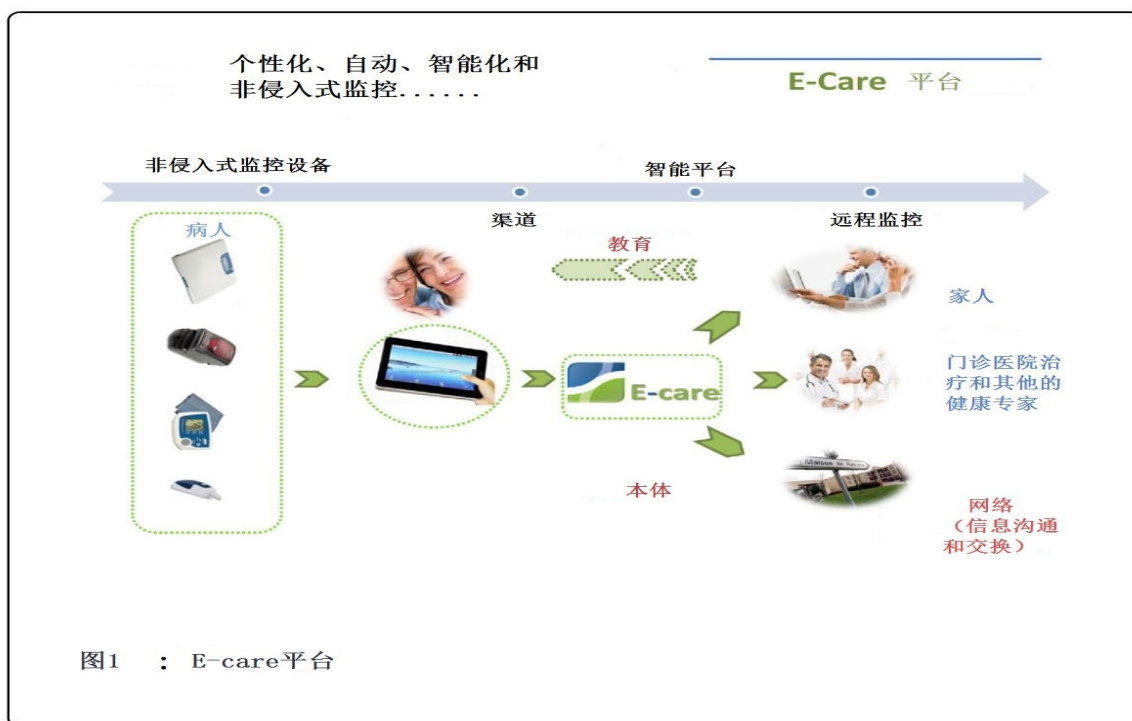 个性化、自动、智能化和
非侵入式监控......
E-Care 平台
非侵入式监控设备
智能平台
渠道
远程监控
病人
教育
家人
E-care
门诊医院治
疗和其他的
健康专家
本体
网络
(信息沟通
和交换)
图1 : E-care平台